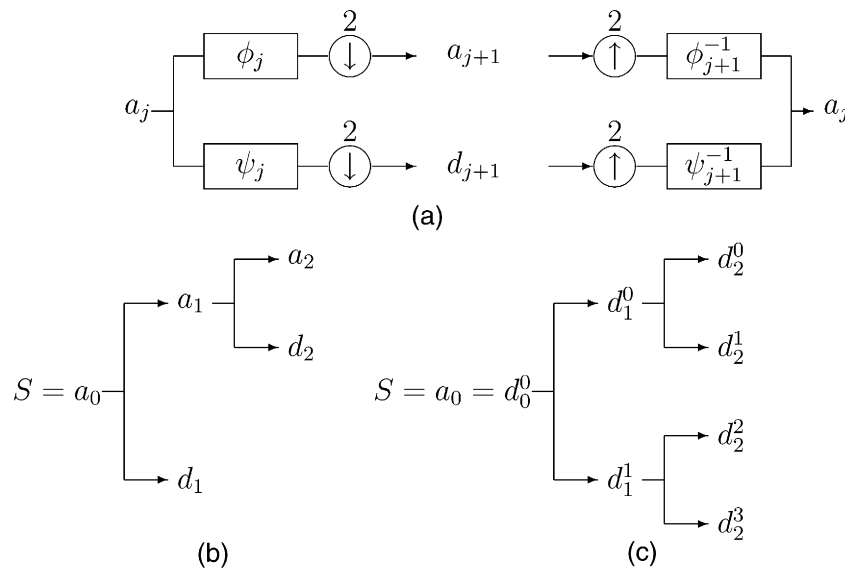 2 2
ϕ_j ↓ a_{j+1} ↑ ϕ_{j+1}^{-1}
a_j a_j
2 2
ψ_j ↓ d_{j+1} ↑ ψ_{j+1}^{-1}
(a)
a_2 d_2^0
a_1 d_1^0
d_2 d_2^1
S = a_0 S = a_0 = d_0^0
d_2^2
d_1 d_1^1
d_2^3
(b) (c)